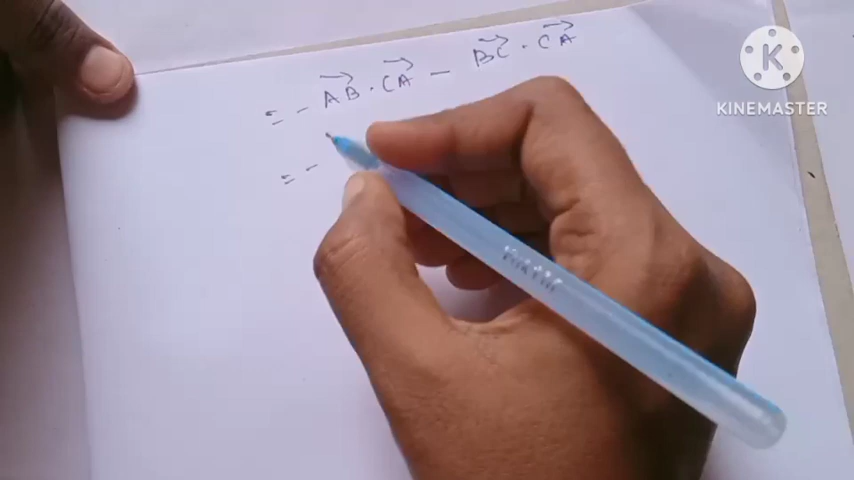 = - AB→ · CA→ - BC→ · CA→
= -
KINEMASTER